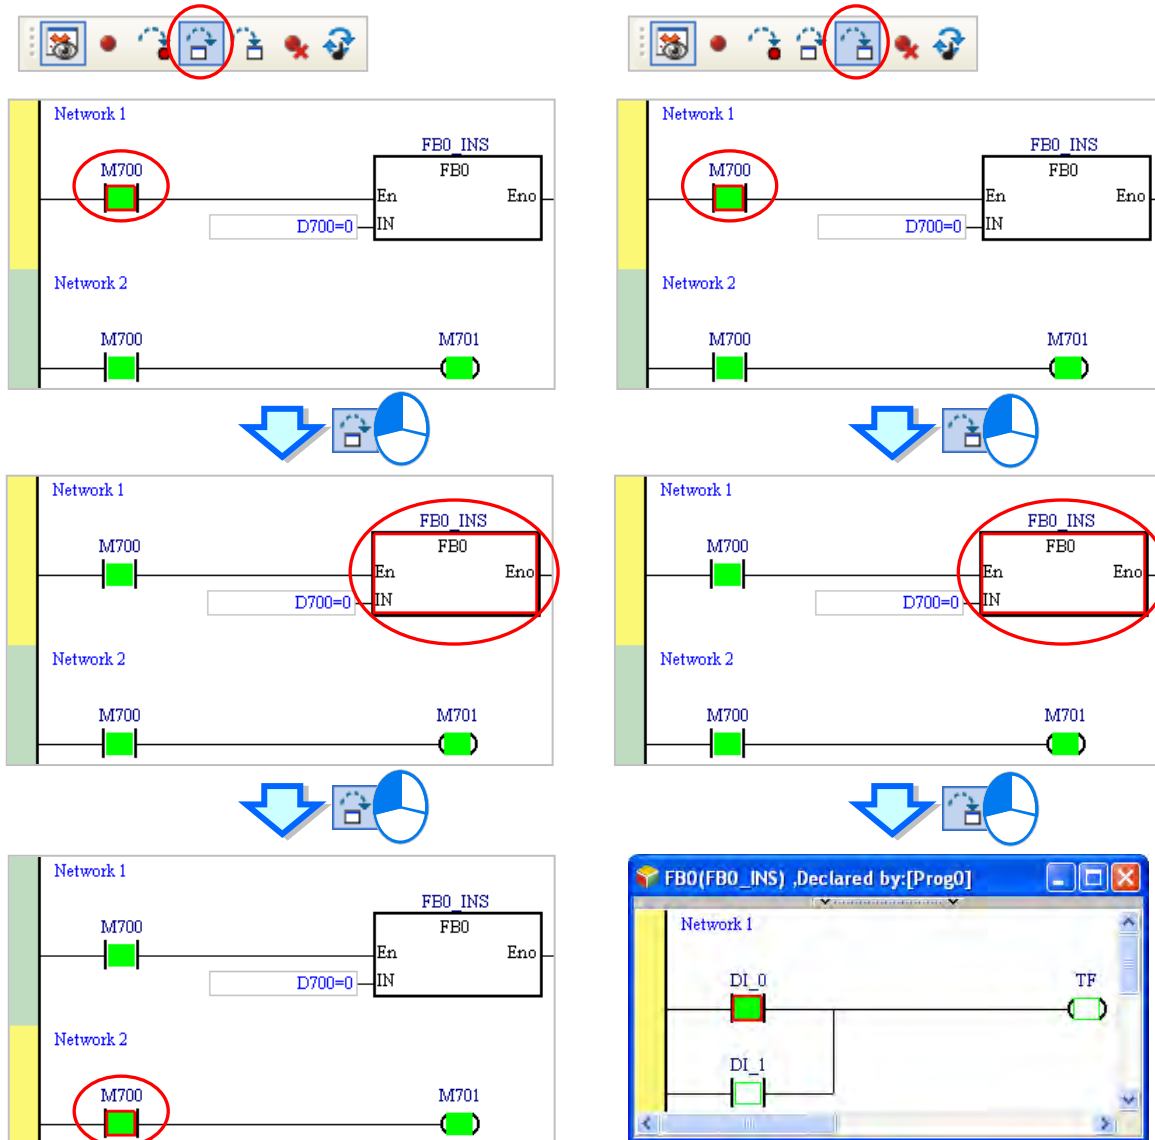 Network 1
FB0_INS
M700
FB0
En
Eno
D700=0
IN
Network 2
M700
M701
Network 1
FB0_INS
M700
FB0
En
Eno
D700=0
IN
Network 2
M700
M701
Network 1
FB0_INS
M700
FB0
En
Eno
D700=0
IN
Network 2
M700
M701
Network 1
FB0_INS
M700
FB0
En
Eno
D700=0
IN
Network 2
M700
M701
Network 1
FB0_INS
M700
FB0
En
Eno
D700=0
IN
Network 2
M700
M701
FB0(FB0_INS) ,Declared by:[Prog0]
Network 1
DI_0
TF
DI_1